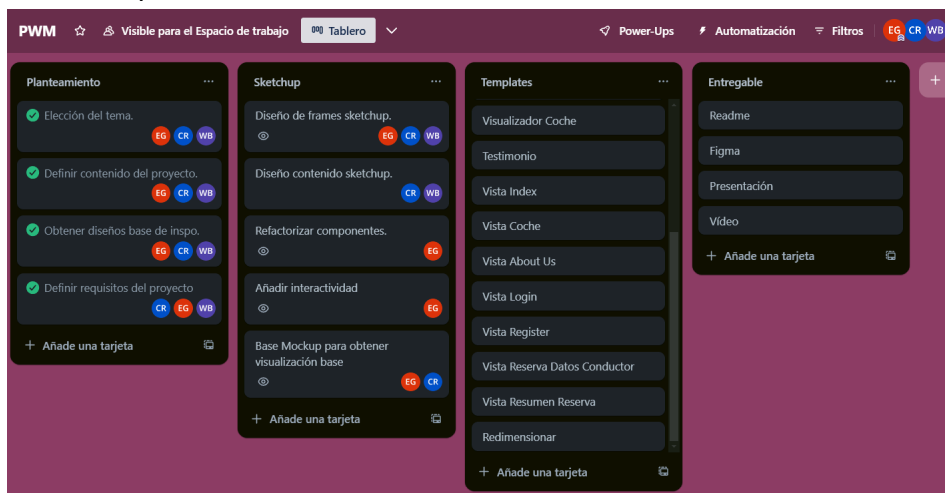 PWM
Visible para el Espacio de trabajo
Tablero
Power-Ups
Automatización
Filtros
EG CR WB
Planteamiento
Elección del tema.
EG CR WB
Definir contenido del proyecto.
EG CR WB
Obtener diseños base de inspo.
EG CR WB
Definir requisitos del proyecto
CR EG WB
+ Añade una tarjeta
Sketchup
Diseño de frames sketchup.
EG CR WB
Diseño contenido sketchup.
CR WB
Refactorizar componentes.
EG
Añadir interactividad
EG
Base Mockup para obtener
visualización base
EG CR
+ Añade una tarjeta
Templates
Visualizador Coche
Testimonio
Vista Index
Vista Coche
Vista About Us
Vista Login
Vista Register
Vista Reserva Datos Conductor
Vista Resumen Reserva
Redimensionar
+ Añade una tarjeta
Entregable
Readme
Figma
Presentación
Vídeo
+ Añade una tarjeta
+